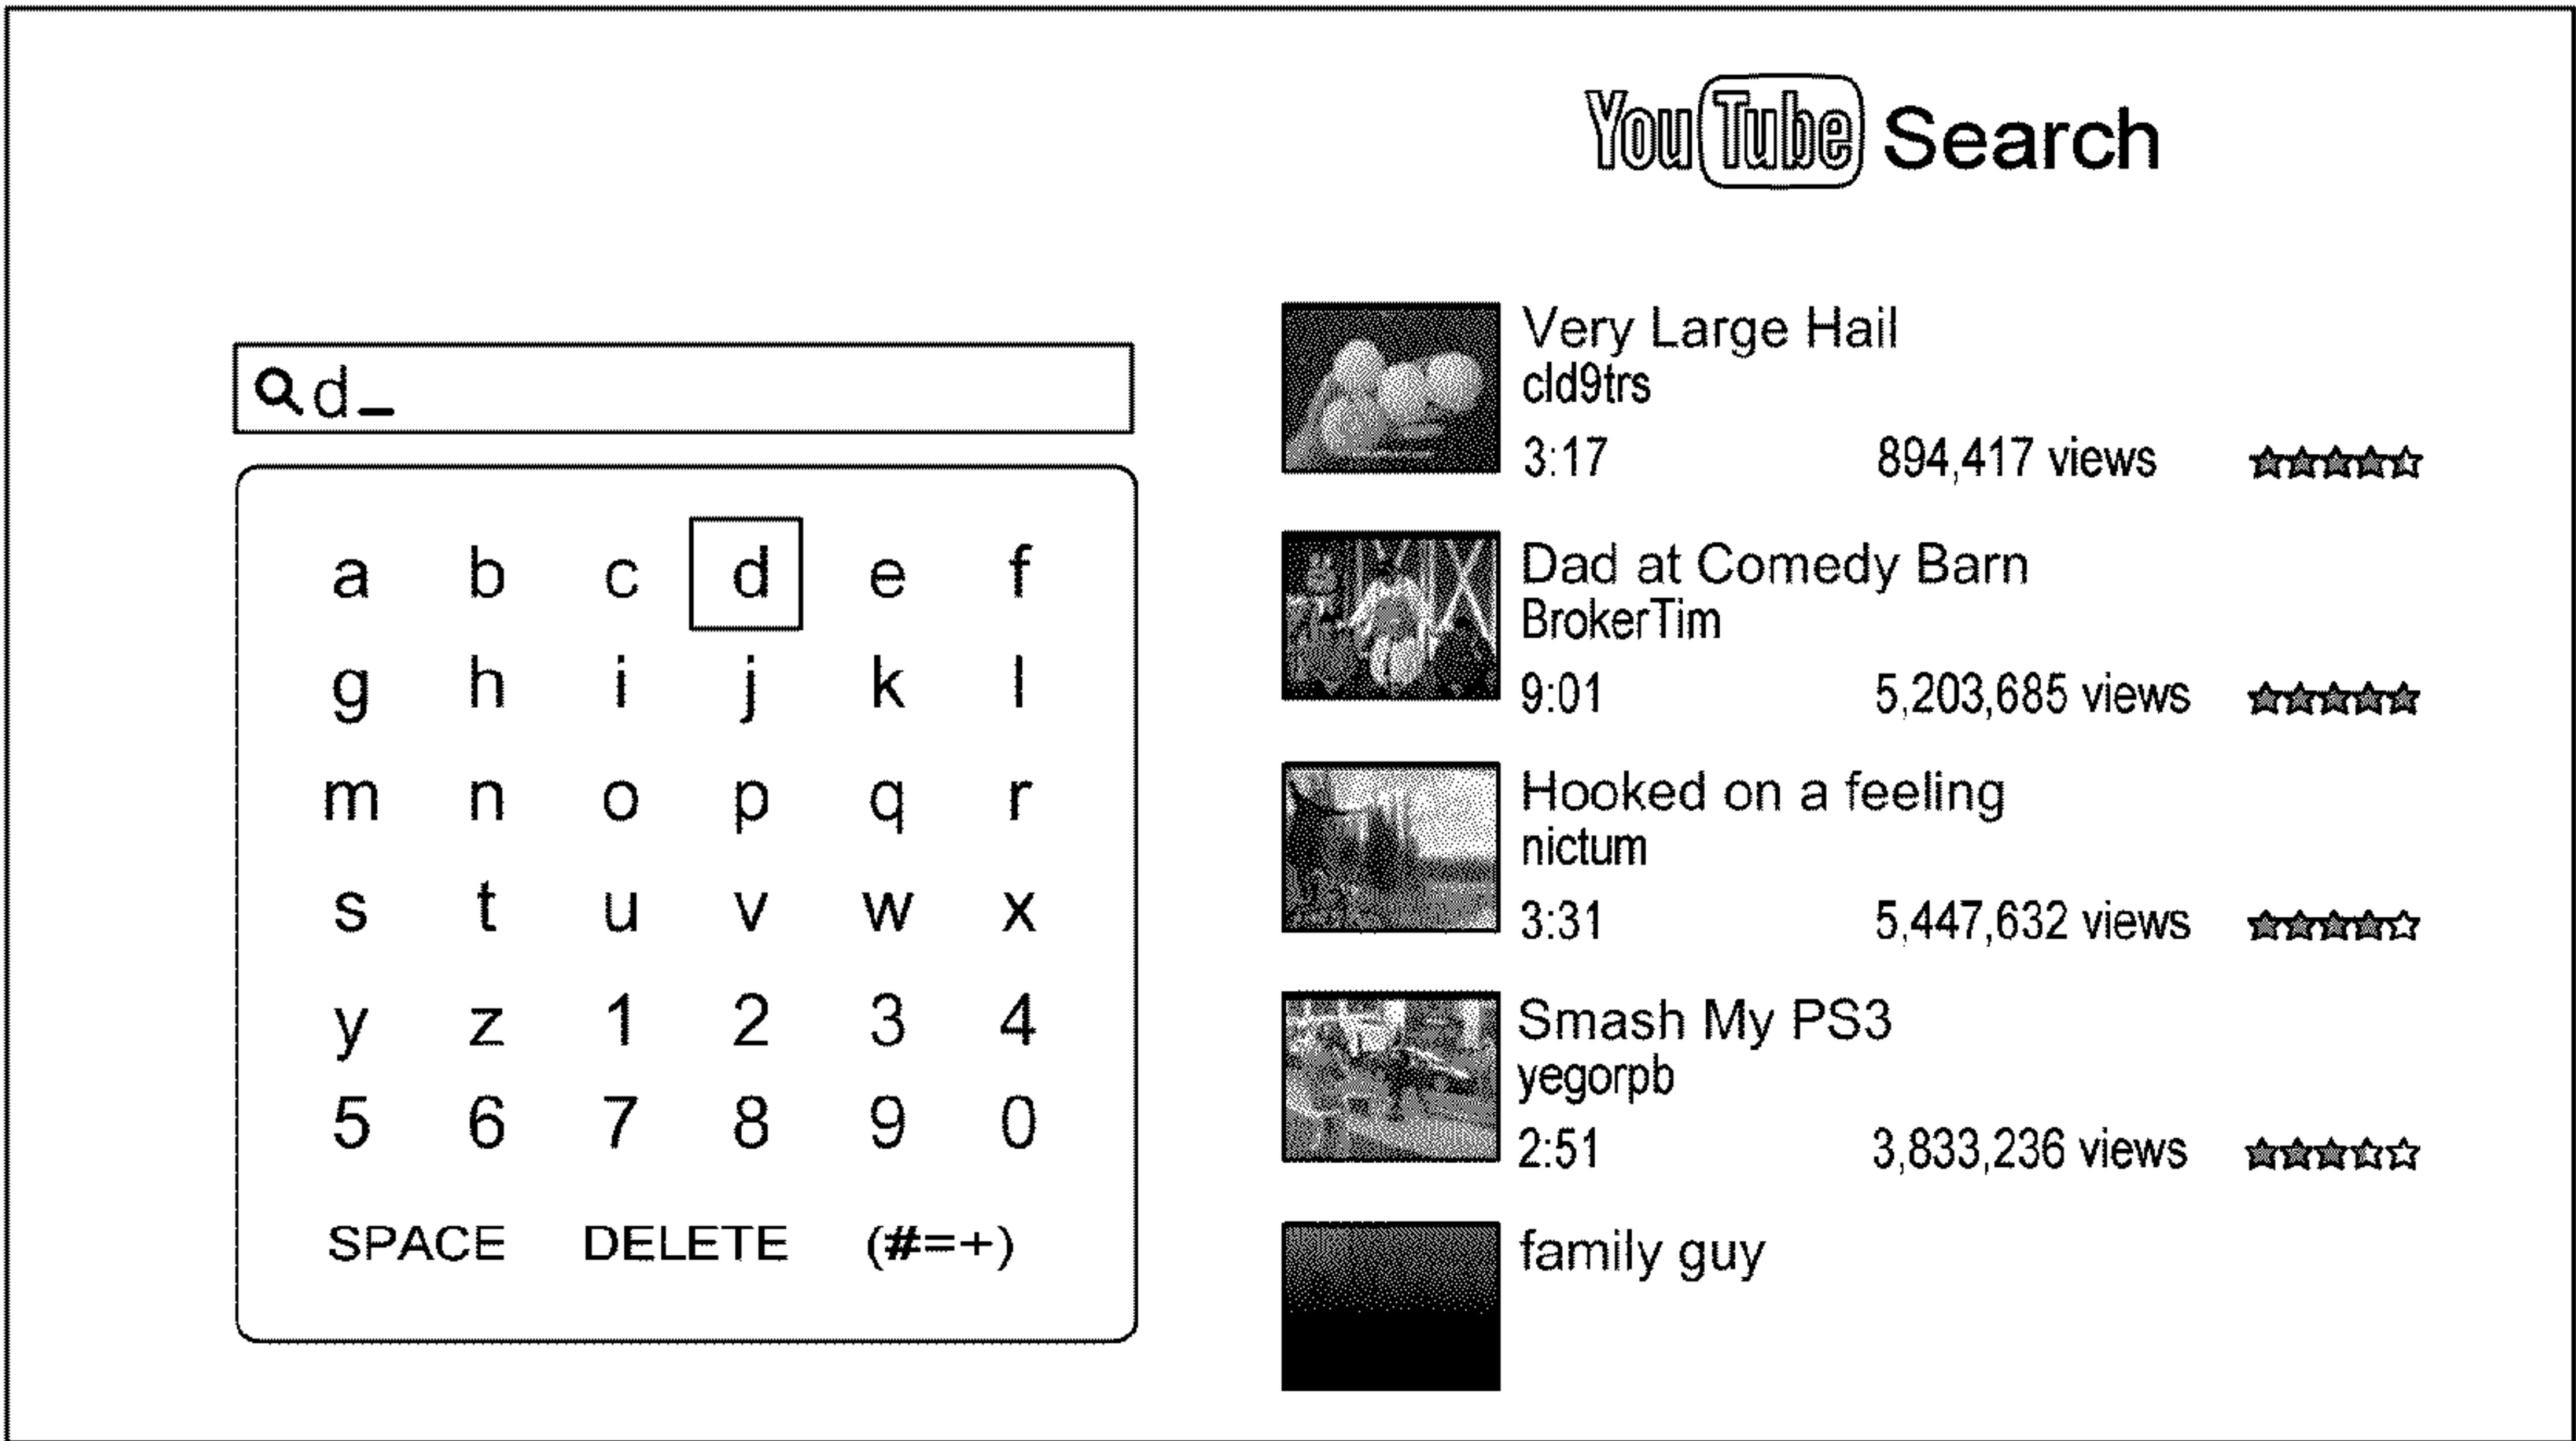 YouTube Search
d_
a b c d e f
g h i j k l
m n o p q r
s t u v w x
y z 1 2 3 4
5 6 7 8 9 0
SPACE DELETE (#=+)
Very Large Hail
cld9trs
3:17 894,417 views
Dad at Comedy Barn
BrokerTim
9:01 5,203,685 views
Hooked on a feeling
nictum
3:31 5,447,632 views
Smash My PS3
yegorpb
2:51 3,833,236 views
family guy